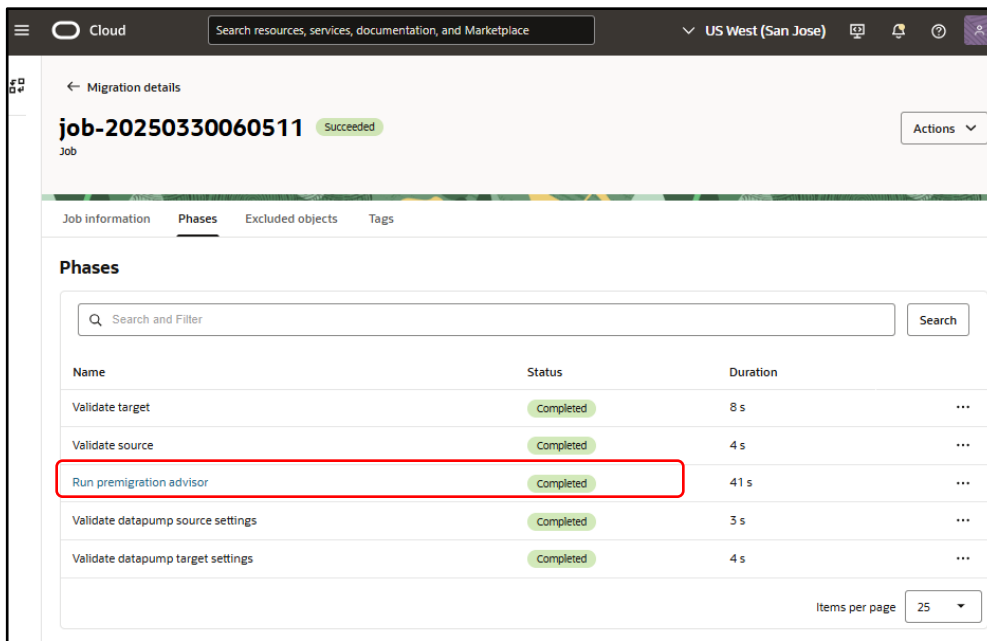 Cloud
Search resources, services, documentation, and Marketplace
US West (San Jose)
Migration details
job-20250330060511 Succeeded
Actions
Job
Job information Phases Excluded objects Tags
Phases
Search and Filter
Search
Name Status Duration
Validate target Completed 8 s
Validate source Completed 4 s
Run premigration advisor Completed 41 s
Validate datapump source settings Completed 3 s
Validate datapump target settings Completed 4 s
Items per page 25